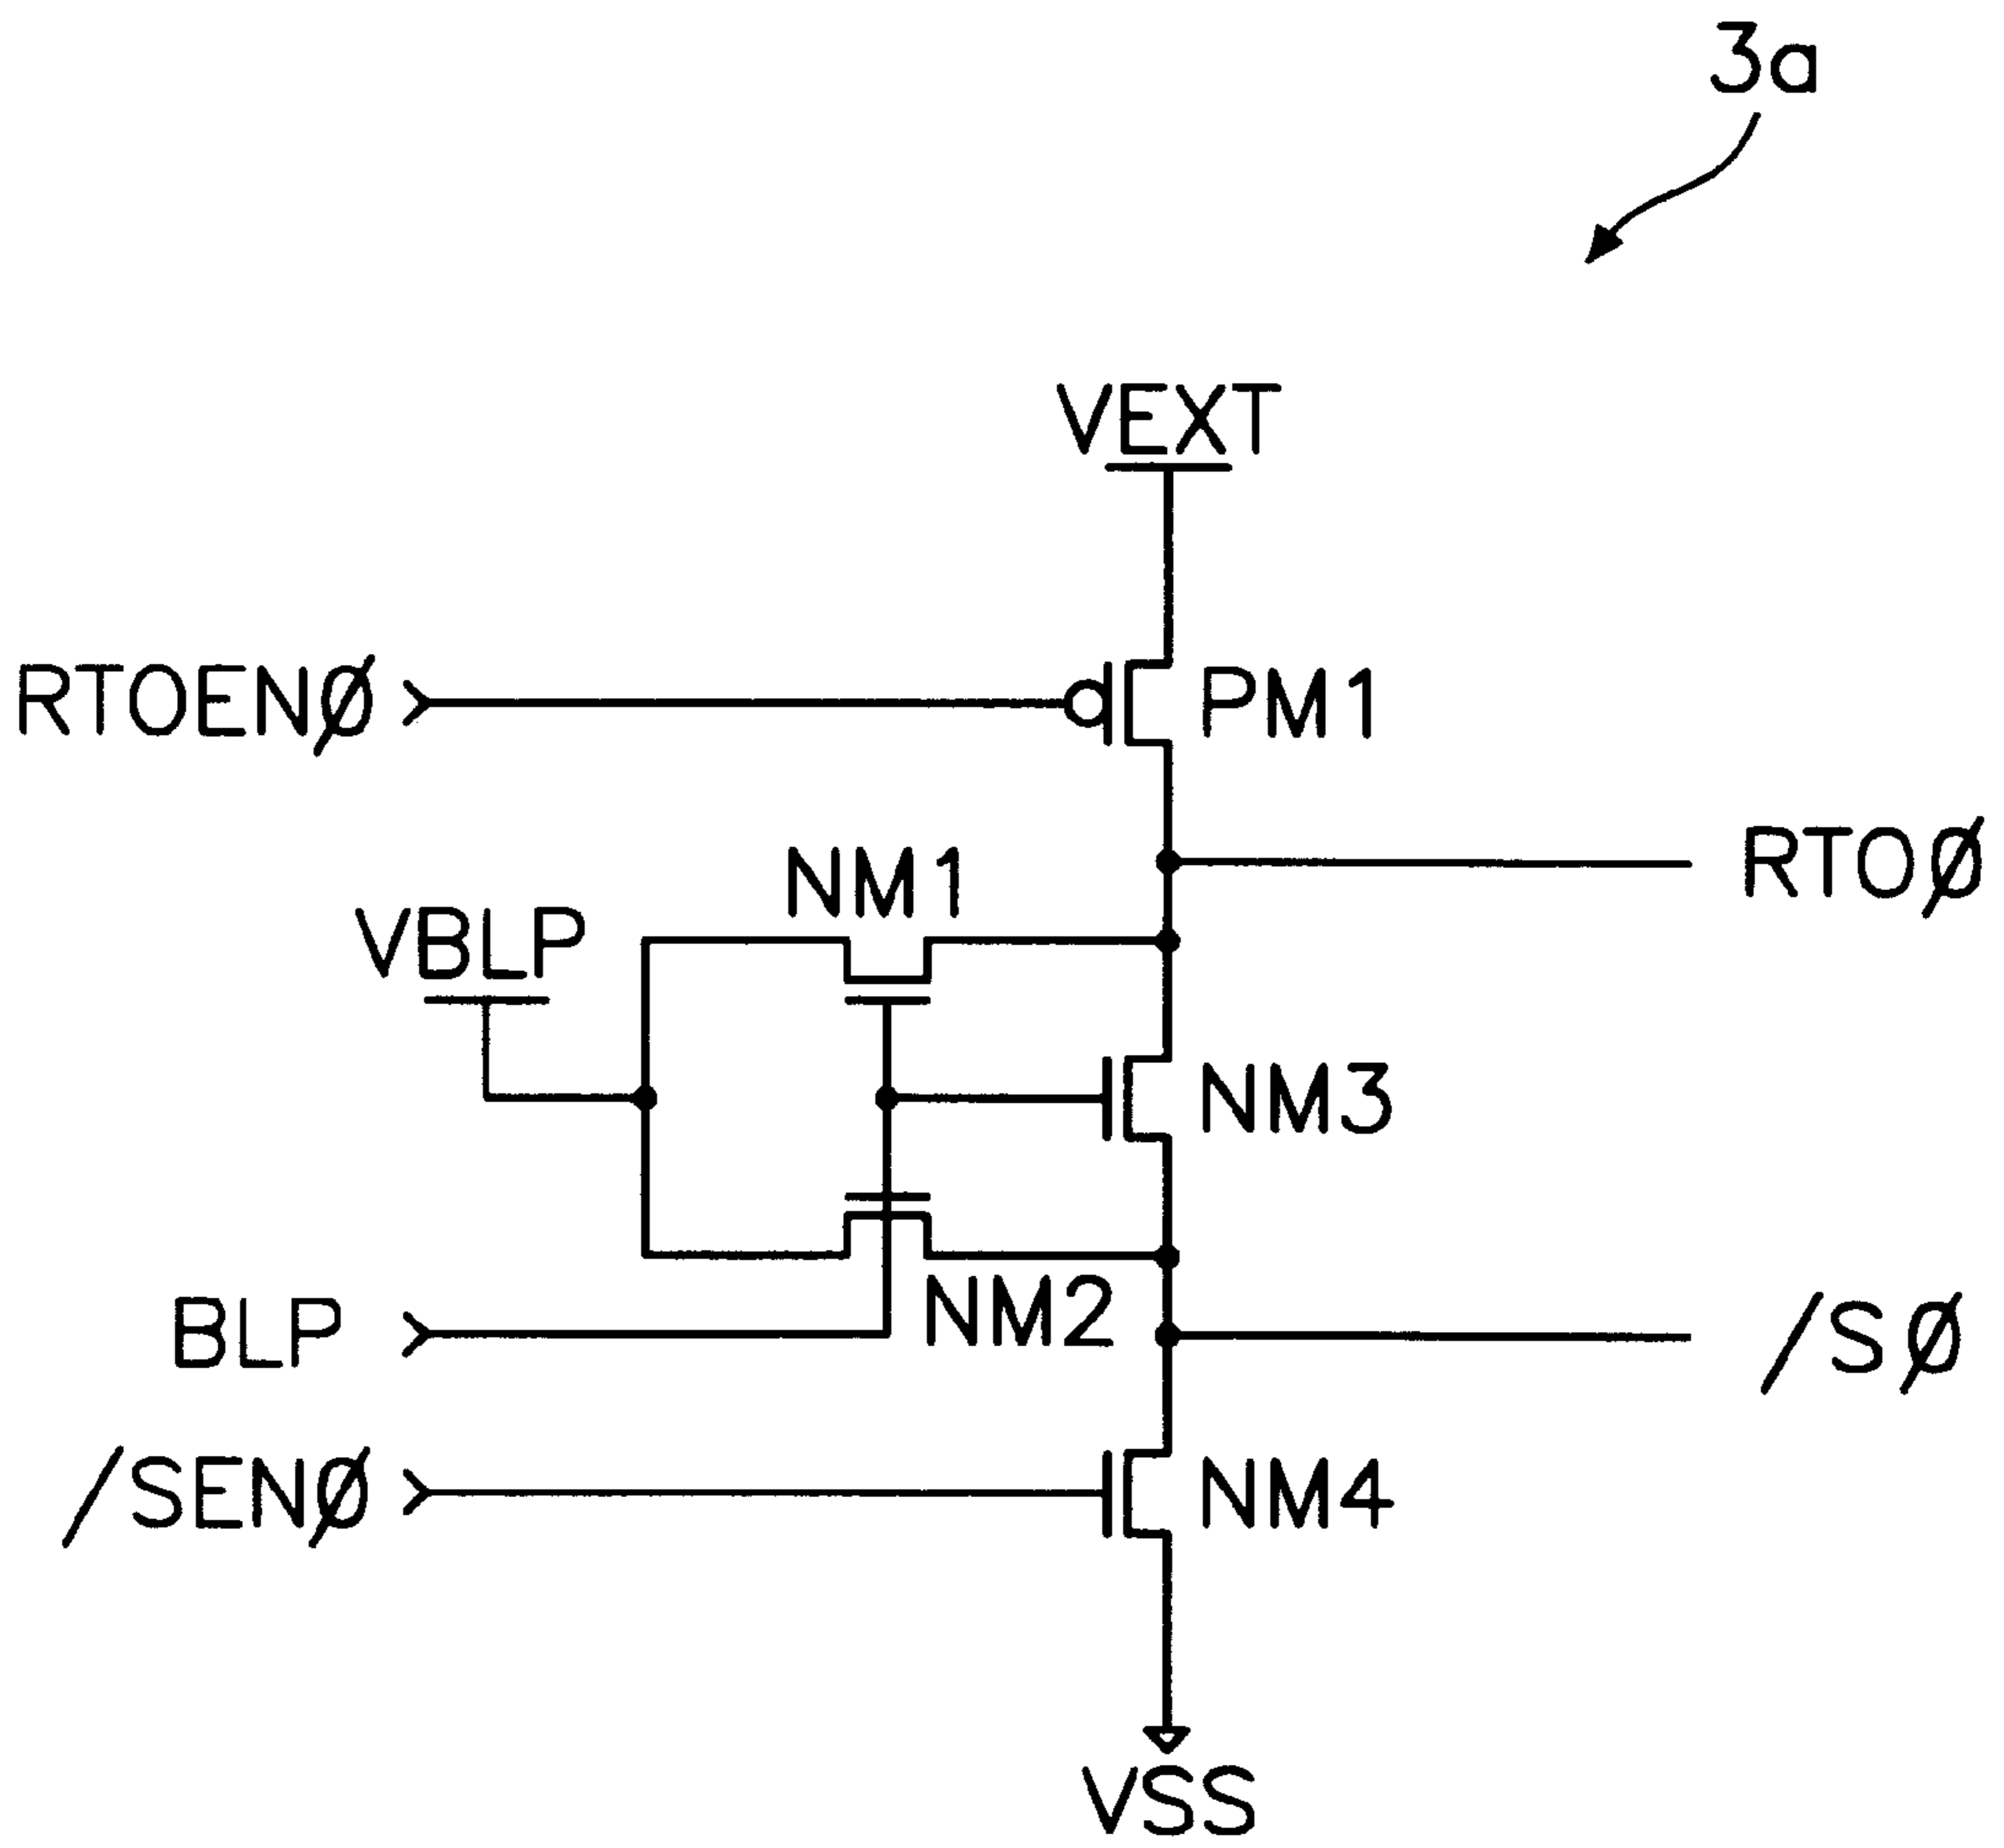 3a
VEXT
RTOENØ
PM1
RTOØ
NM1
VBLP
NM3
NM2
BLP
/SØ
/SENØ
NM4
VSS